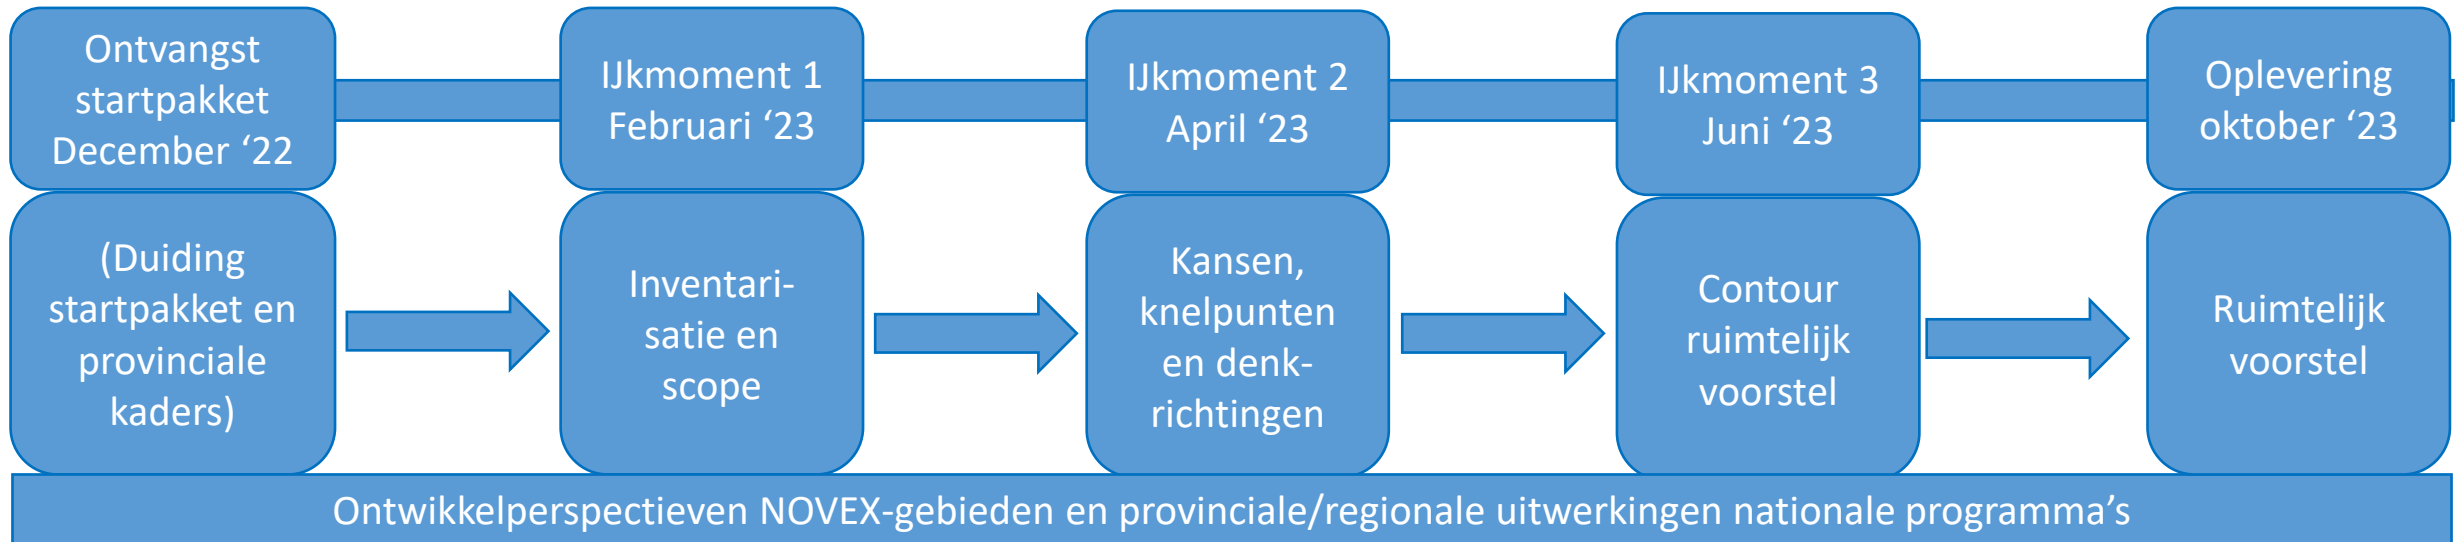 Ontvangst
startpakket
December ‘22
IJkmoment 1
Februari ‘23
IJkmoment 2
April ‘23
IJkmoment 3
Juni ‘23
Oplevering
oktober ‘23
(Duiding
startpakket en
provinciale
kaders)
Inventari-
satie en
scope
Kansen,
knelpunten
en denk-
richtingen
Contour
ruimtelijk
voorstel
Ruimtelijk
voorstel
Ontwikkelperspectieven NOVEX-gebieden en provinciale/regionale uitwerkingen nationale programma’s